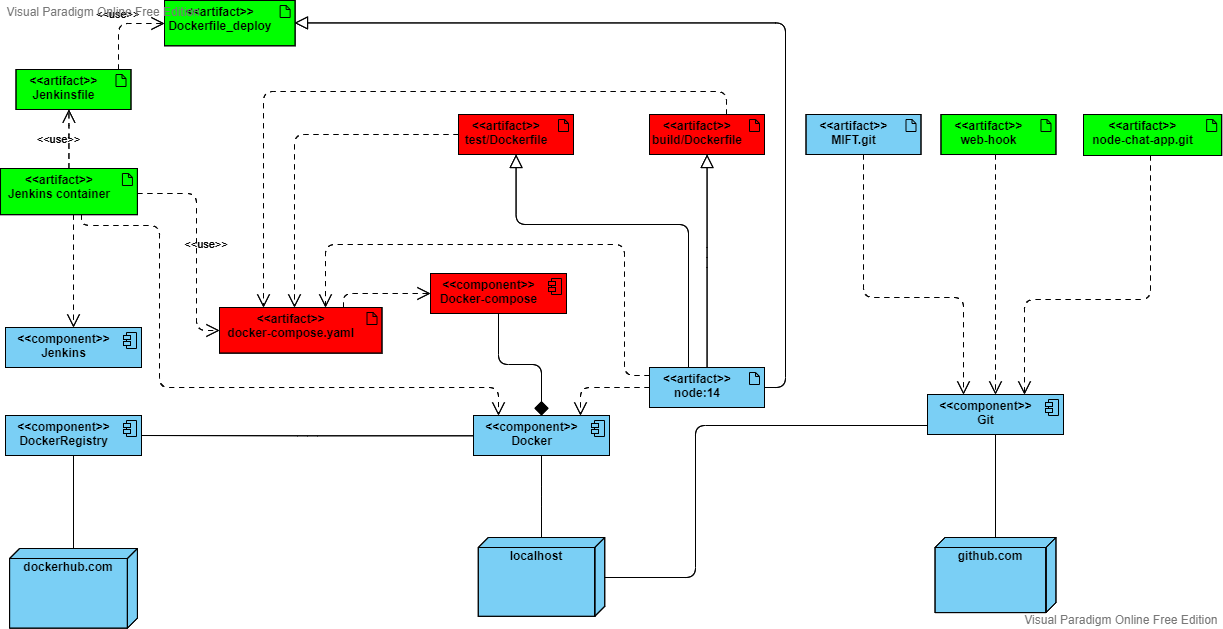 Visual Paradigm Online Free Edition
<<use>>
<<artifact>>
Dockerfile_deploy
<<artifact>>
Jenkinsfile
<<use>>
<<artifact>>
test/Dockerfile
<<artifact>>
build/Dockerfile
<<artifact>>
MIFT.git
<<artifact>>
web-hook
<<artifact>>
node-chat-app.git
<<artifact>>
Jenkins container
<<use>>
<<component>>
Docker-compose
<<artifact>>
docker-compose.yaml
<<component>>
Jenkins
<<artifact>>
node:14
<<component>>
Git
<<component>>
DockerRegistry
<<component>>
Docker
dockerhub.com
localhost
github.com
Visual Paradigm Online Free Edition